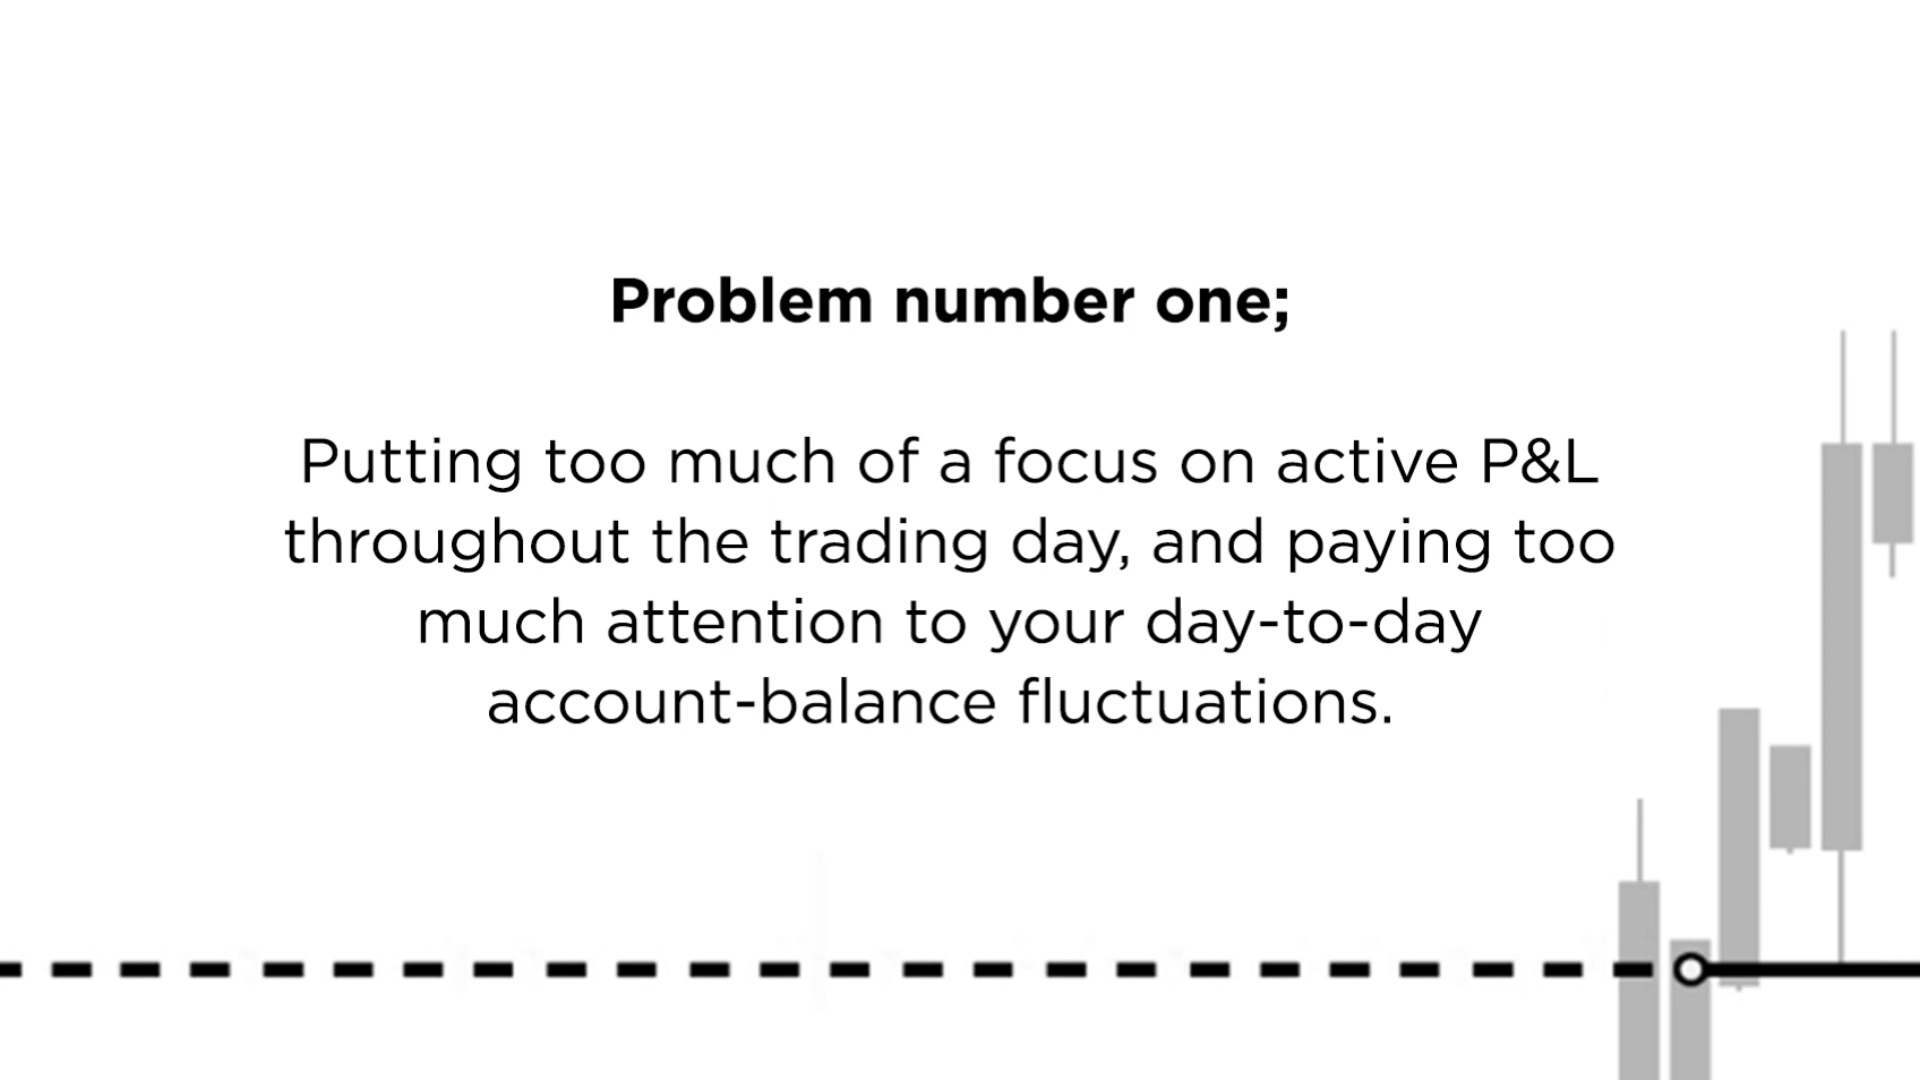 Problem number one;
Putting too much of a focus on active P&L
throughout the trading day, and paying too
much attention to your day-to-day
account-balance fluctuations.